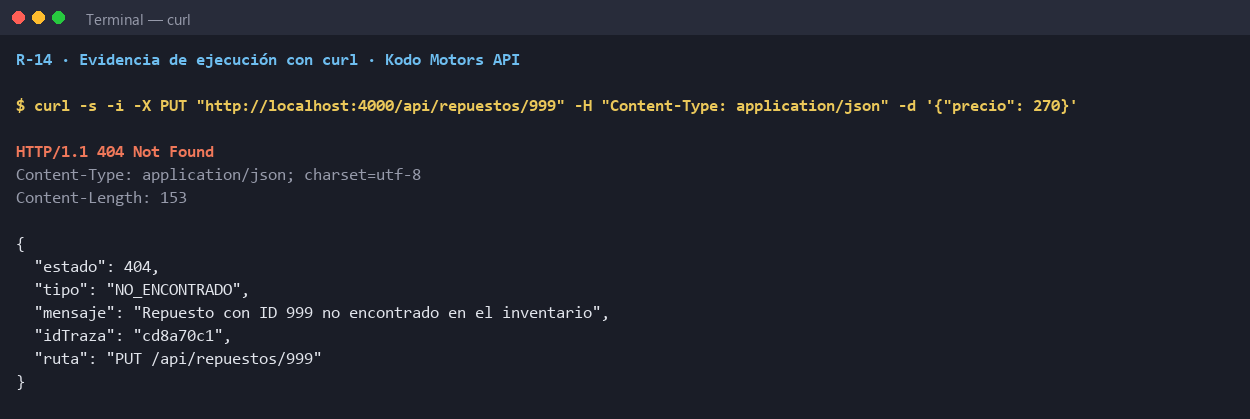 Terminal — curl
R-14 · Evidencia de ejecución con curl · Kodo Motors API
$ curl -s -i -X PUT "http://localhost:4000/api/repuestos/999" -H "Content-Type: application/json" -d '{"precio": 270}'
HTTP/1.1 404 Not Found
Content-Type: application/json; charset=utf-8
Content-Length: 153
{
  "estado": 404,
  "tipo": "NO_ENCONTRADO",
  "mensaje": "Repuesto con ID 999 no encontrado en el inventario",
  "idTraza": "cd8a70c1",
  "ruta": "PUT /api/repuestos/999"
}